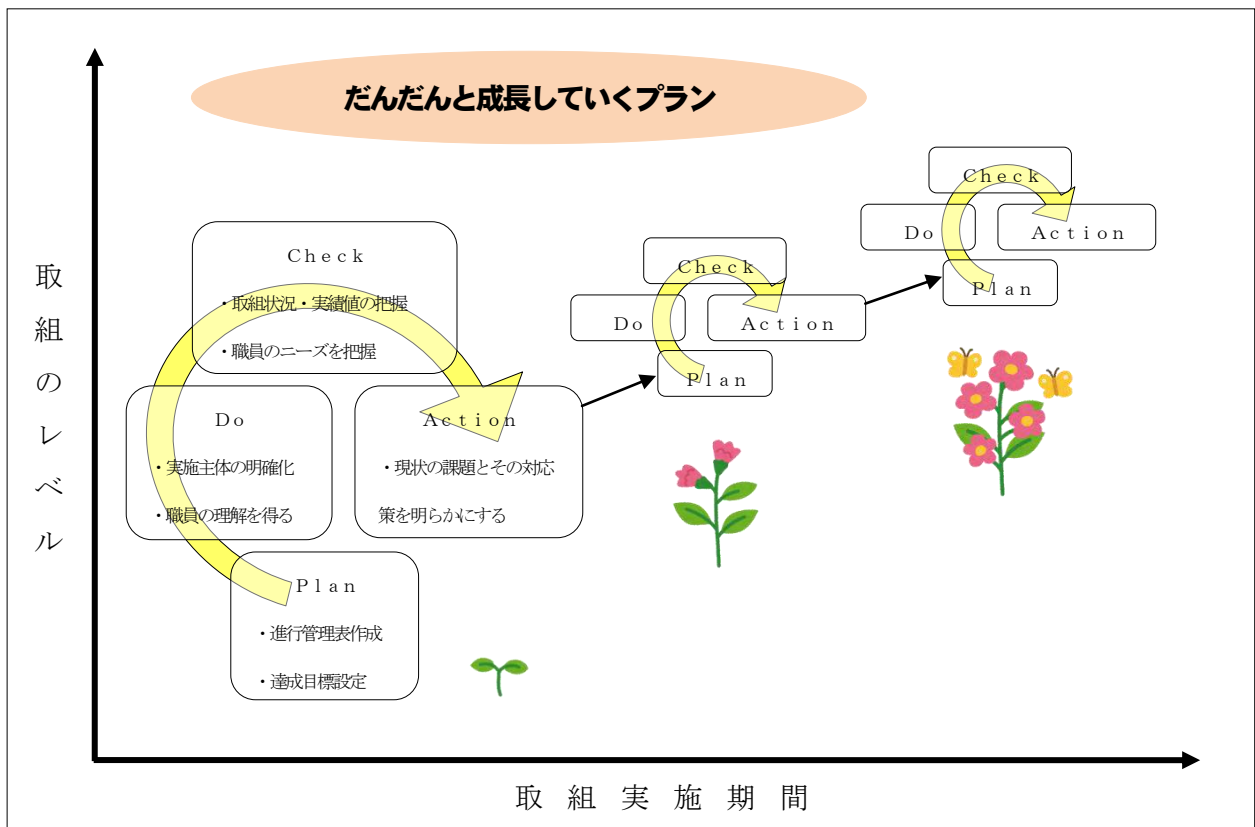 だんだんと成長していくプラン
取組のレベル
Check
・取組状況・実績値の把握
・職員のニーズを把握
Do
・実施主体の明確化
・職員の理解を得る
Action
・現状の課題とその対応
策を明らかにする
Plan
・進行管理表作成
・達成目標設定
Check
Do
Action
Plan
Check
Do
Action
Plan
取組実施期間